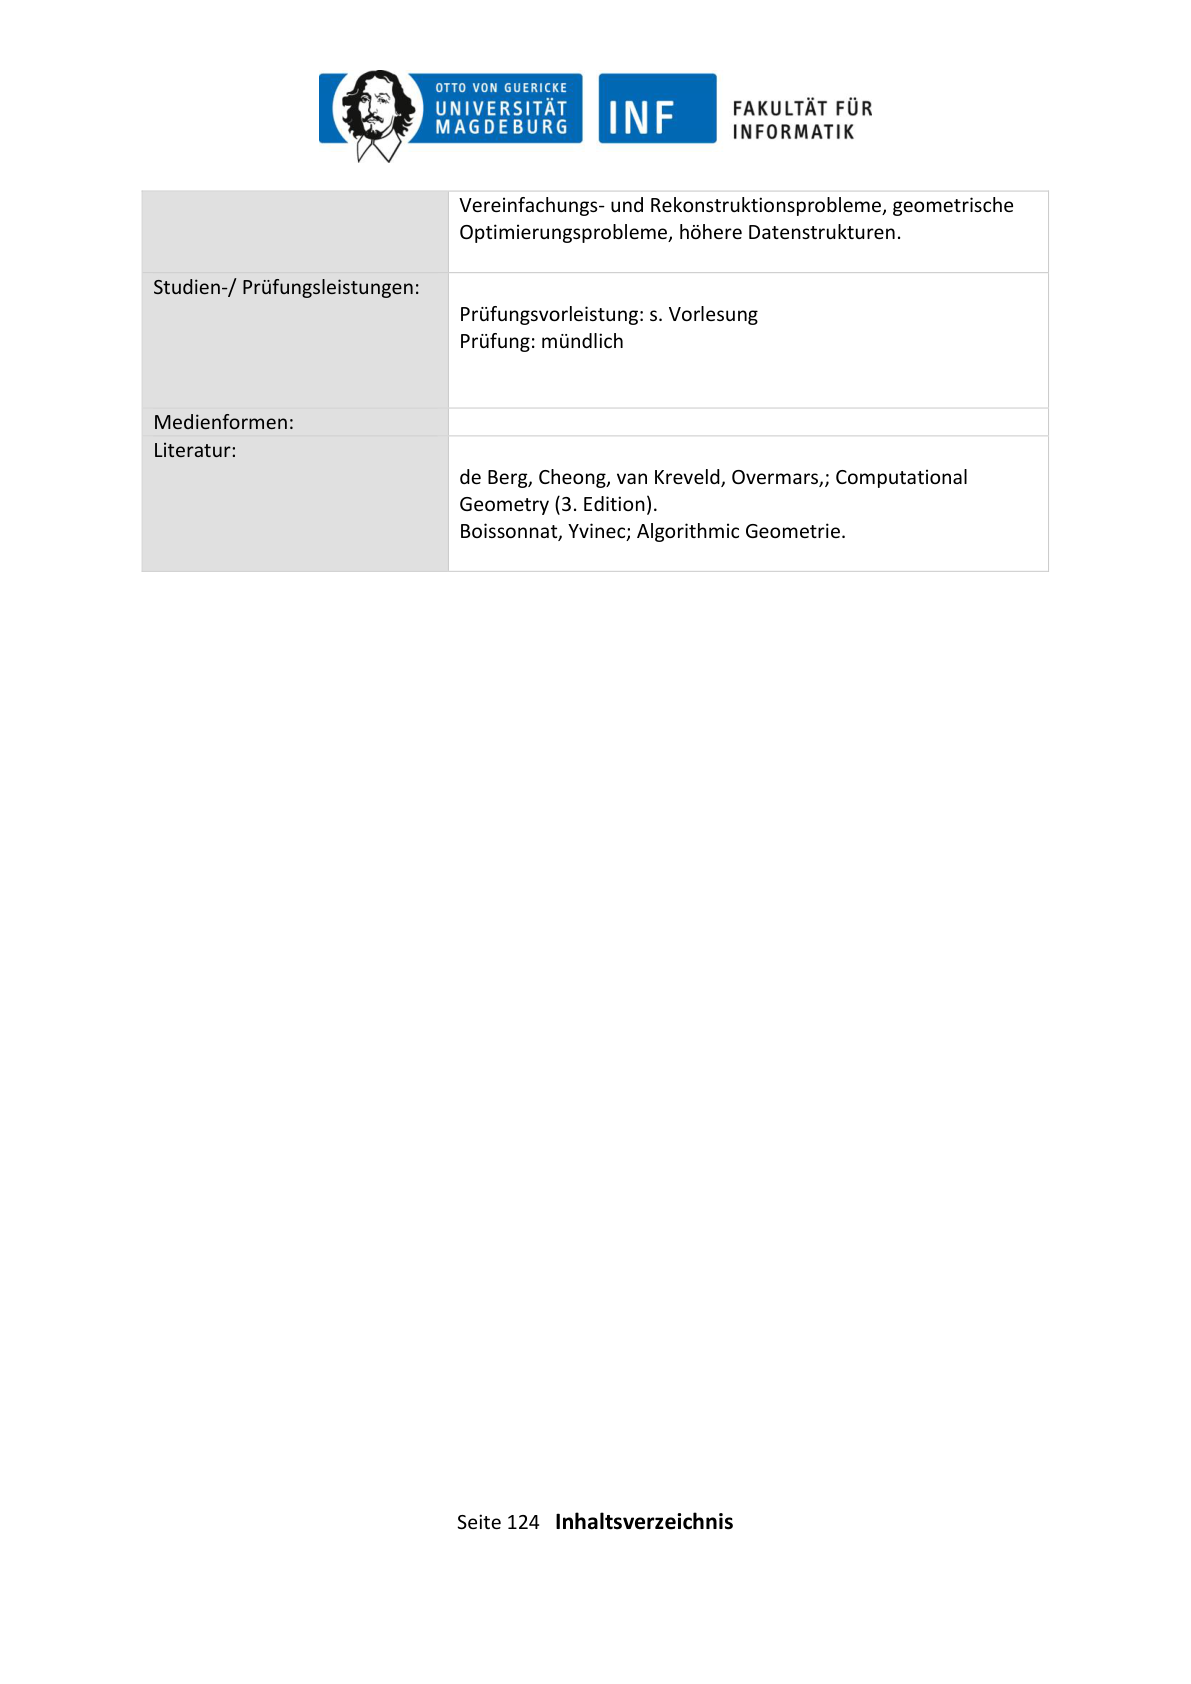 OTTO VON GUERICKE
UNIVERSITÄT
MAGDEBURG
INF
FAKULTÄT FÜR
INFORMATIK
Vereinfachungs- und Rekonstruktionsprobleme, geometrische
Optimierungsprobleme, höhere Datenstrukturen.
Studien-/ Prüfungsleistungen:
Prüfungsvorleistung: s. Vorlesung
Prüfung: mündlich
Medienformen:
Literatur:
de Berg, Cheong, van Kreveld, Overmars,; Computational
Geometry (3. Edition).
Boissonnat, Yvinec; Algorithmic Geometrie.
Seite 124 Inhaltsverzeichnis